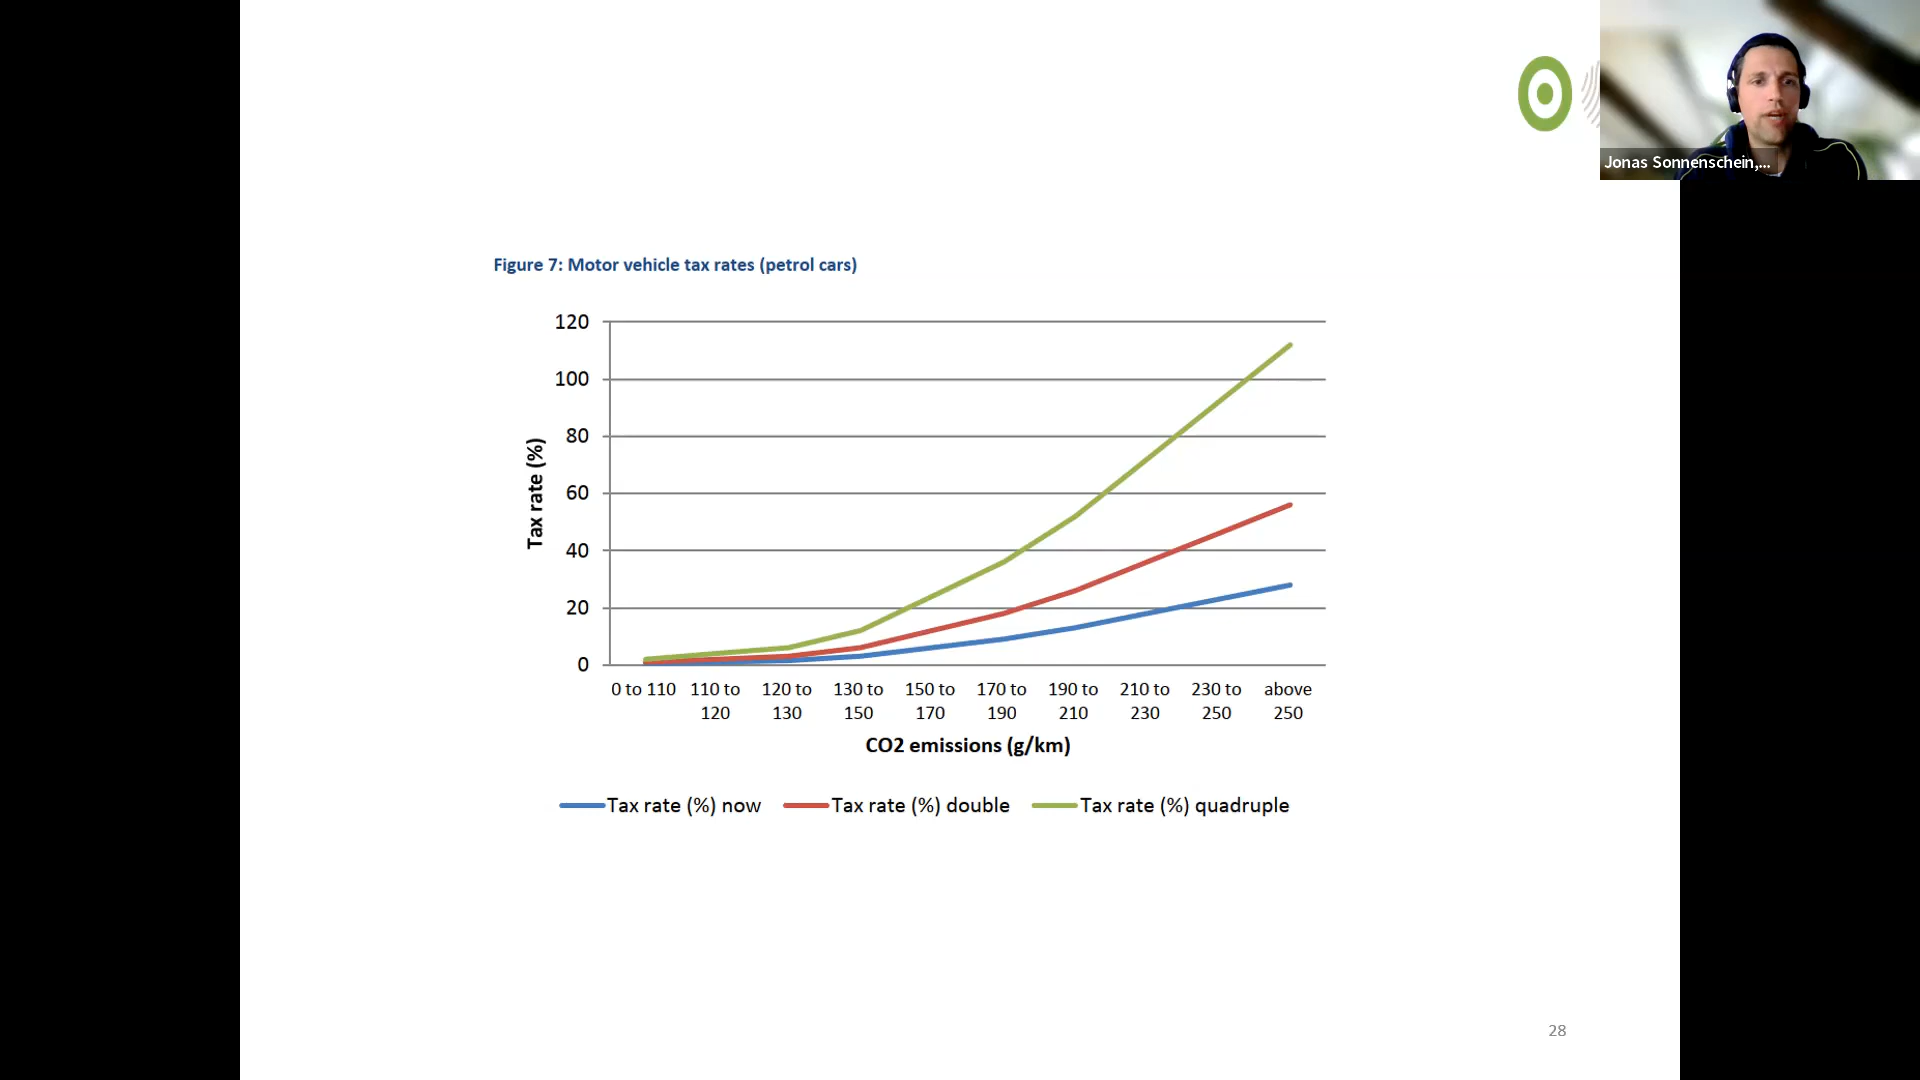 Jonas Sonnenschein,...
Figure 7: Motor vehicle tax rates (petrol cars)
120
100
80
60
40
20
0
Tax rate (%)
0 to 110 110 to 120 to 130 to 150 to 170 to 190 to 210 to 230 to above
120 130 150 170 190 210 230 250 250
CO2 emissions (g/km)
Tax rate (%) now Tax rate (%) double Tax rate (%) quadruple
28